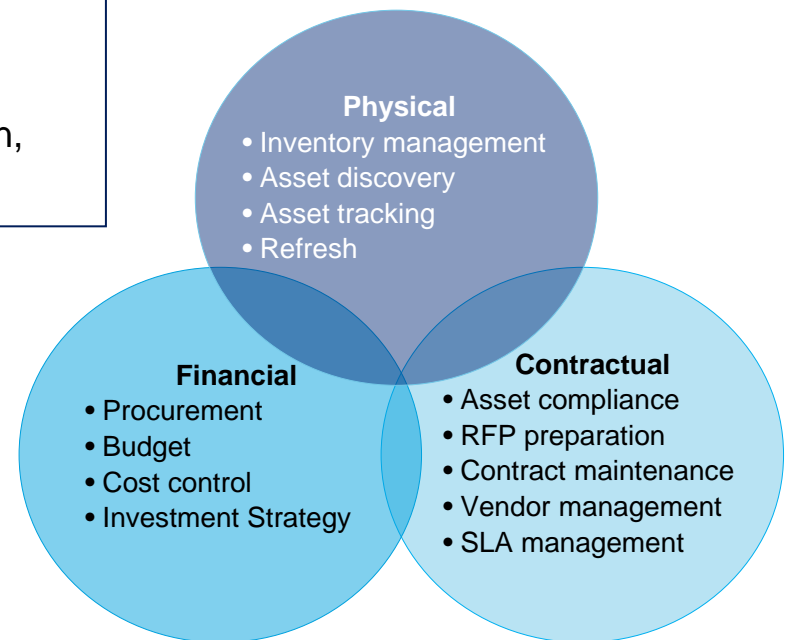 n,
Physical
• Inventory management
• Asset discovery
• Asset tracking
• Refresh
Financial
• Procurement
• Budget
• Cost control
• Investment Strategy
Contractual
• Asset compliance
• RFP preparation
• Contract maintenance
• Vendor management
• SLA management